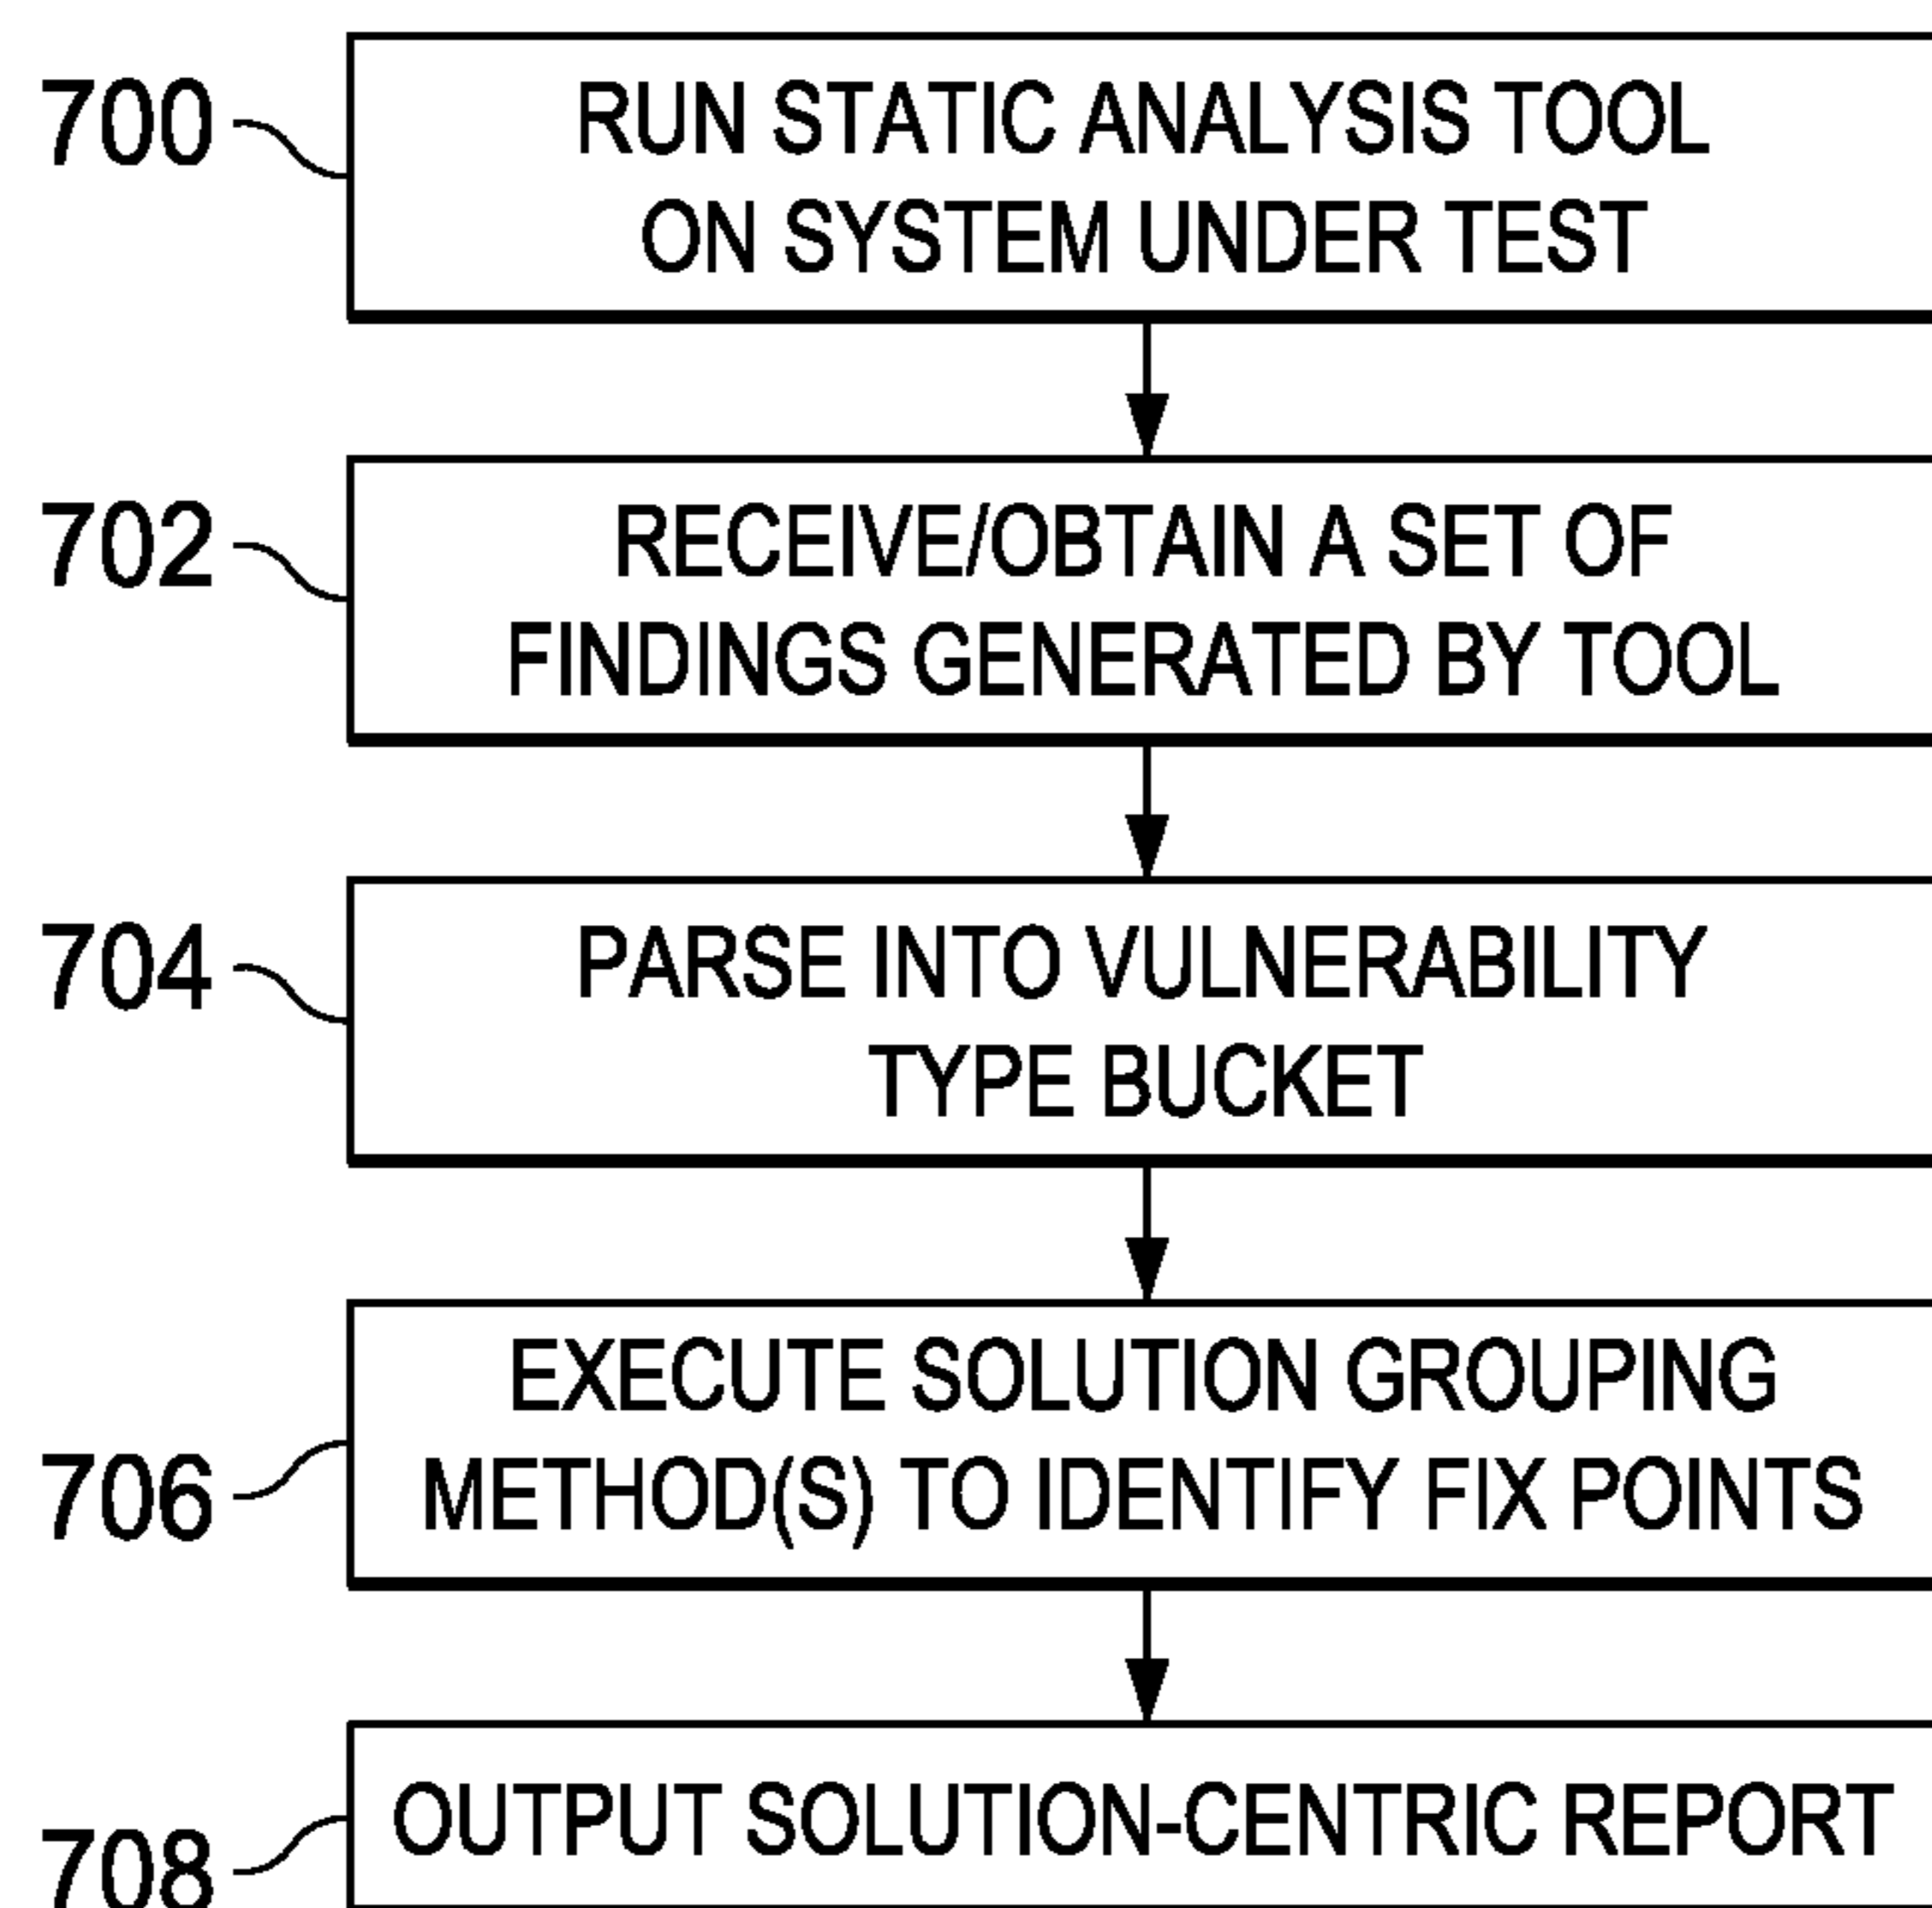 700
RUN STATIC ANALYSIS TOOL
ON SYSTEM UNDER TEST
702
RECEIVE/OBTAIN A SET OF
FINDINGS GENERATED BY TOOL
704
PARSE INTO VULNERABILITY
TYPE BUCKET
706
EXECUTE SOLUTION GROUPING
METHOD(S) TO IDENTIFY FIX POINTS
708
OUTPUT SOLUTION-CENTRIC REPORT